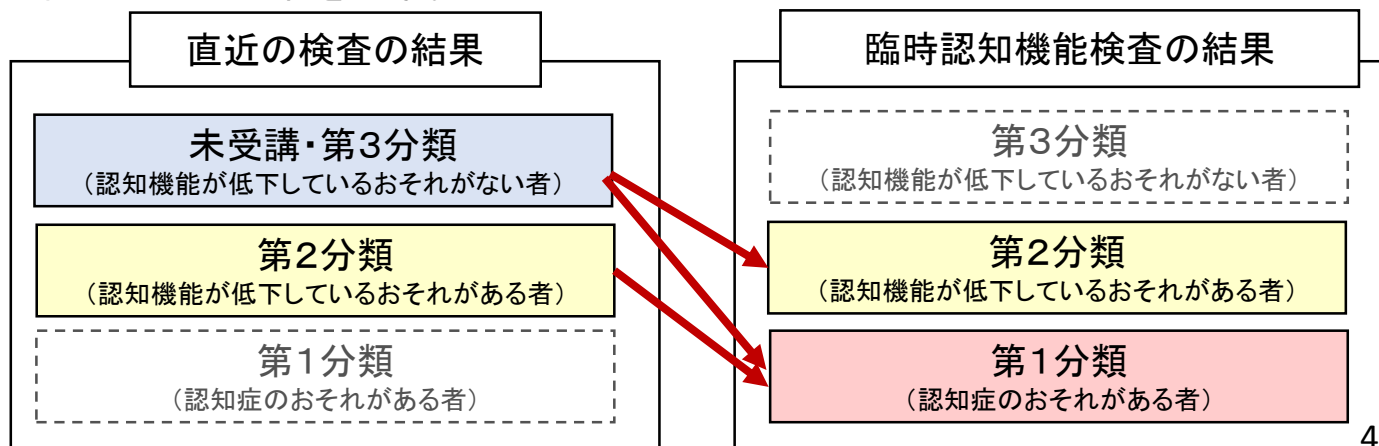 直近の検査の結果
未受講・第3分類
（認知機能が低下しているおそれがない者）
第2分類
（認知機能が低下しているおそれがある者）
第1分類
（認知症のおそれがある者）
臨時認知機能検査の結果
第3分類
（認知機能が低下しているおそれがない者）
第2分類
（認知機能が低下しているおそれがある者）
第1分類
（認知症のおそれがある者）
4